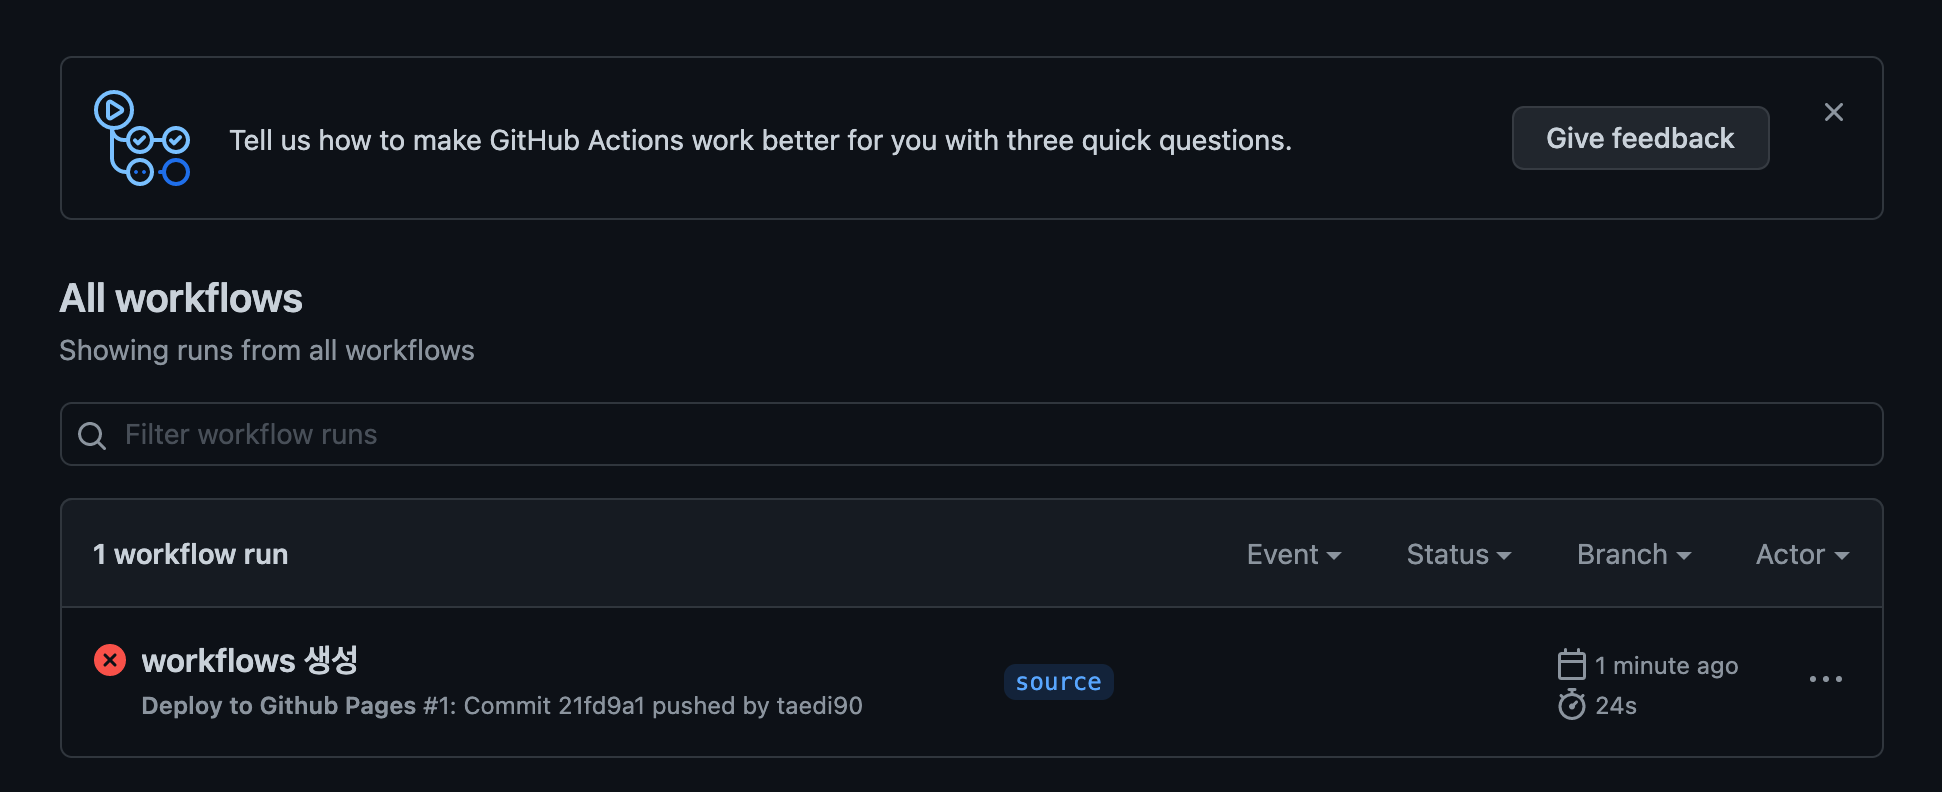 Tell us how to make GitHub Actions work better for you with three quick questions.
Give feedback
All workflows
Showing runs from all workflows
Filter workflow runs
1 workflow run
Event
Status
Branch
Actor
workflows 생성
Deploy to Github Pages #1: Commit 21fd9a1 pushed by taedi90
source
1 minute ago
24s